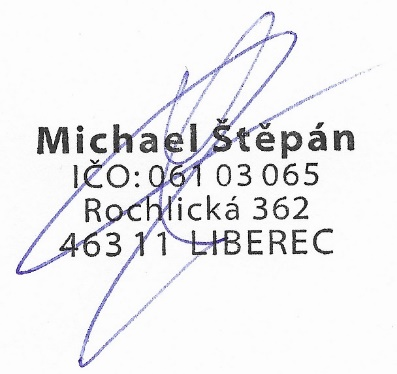 Michael Štěpán
IČO: 061 03 065
Rochlická 362
463 11 LIBEREC